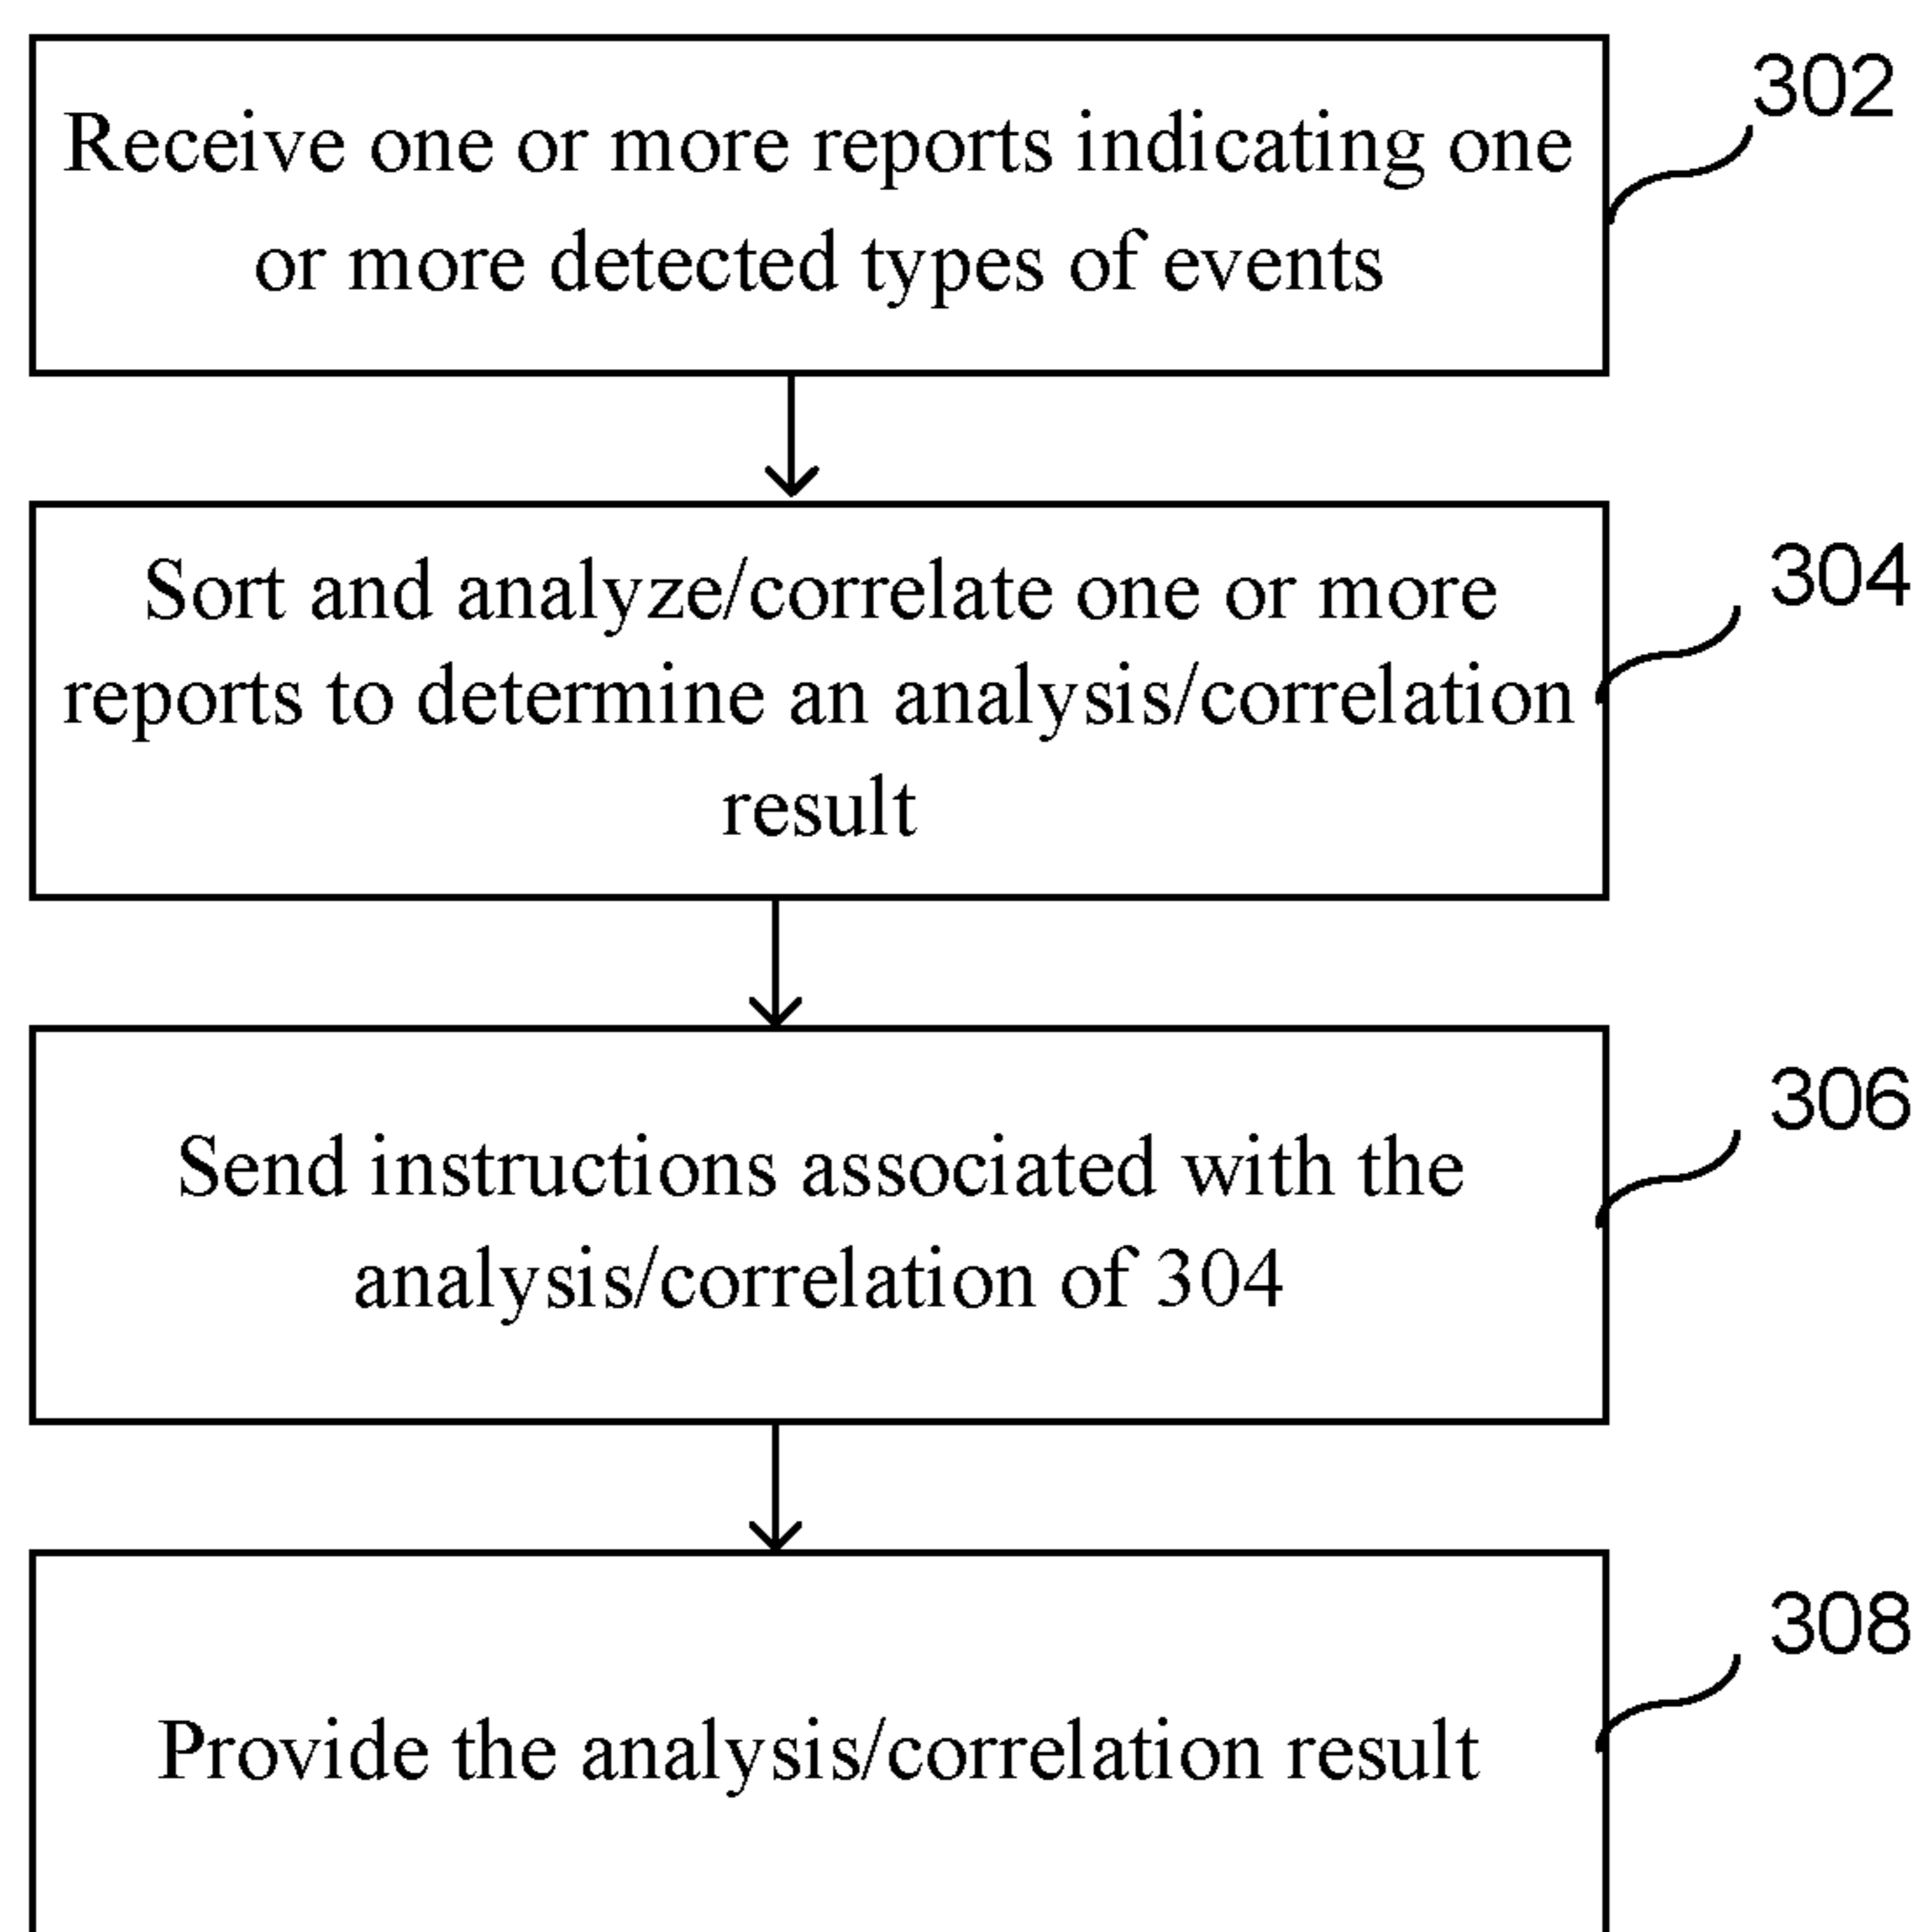 302
Receive one or more reports indicating one
or more detected types of events
304
Sort and analyze/correlate one or more
reports to determine an analysis/correlation
result
306
Send instructions associated with the
analysis/correlation of 304
308
Provide the analysis/correlation result